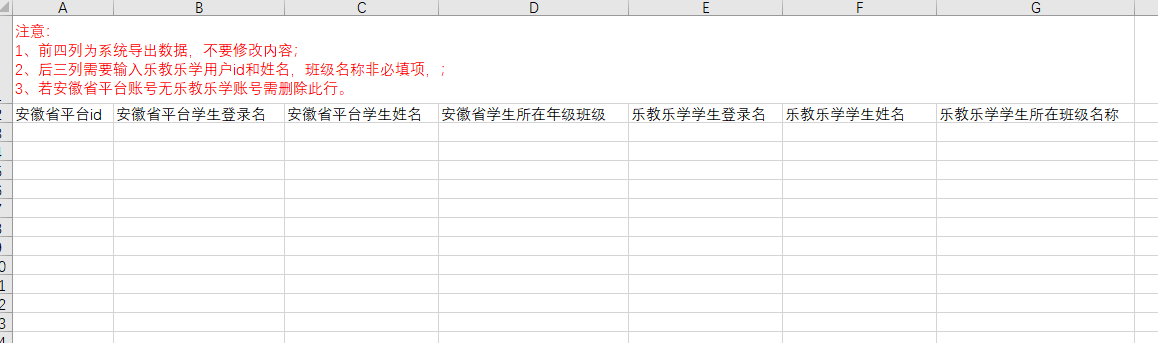 A B C D E F G
注意：
1、前四列为系统导出数据，不要修改内容；
2、后三列需要输入乐教乐学用户id和姓名，班级名称非必填项，；
3、若安徽省平台账号无乐教乐学账号需删除此行。
安徽省平台id 安徽省平台学生登录名 安徽省平台学生姓名 安徽省学生所在年级班级 乐教乐学学生登录名 乐教乐学学生姓名 乐教乐学学生所在班级名称